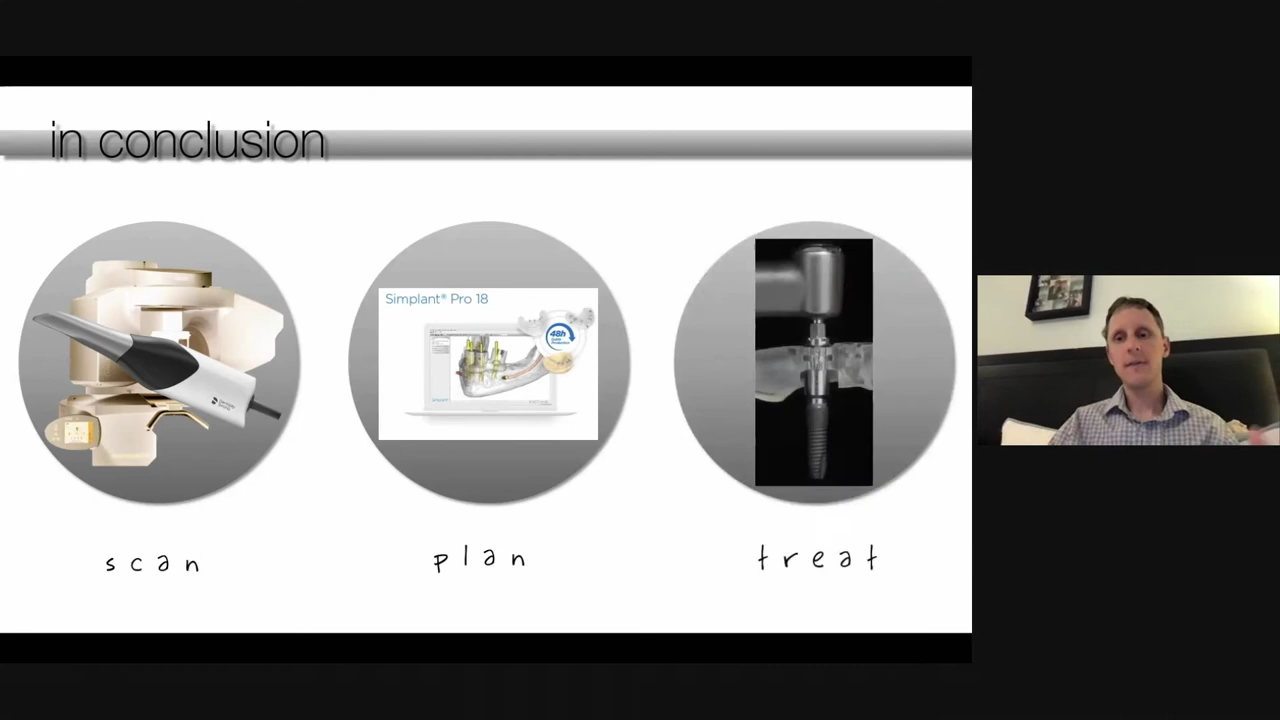 in conclusion
Simplant® Pro 18
48h
scan
plan
treat